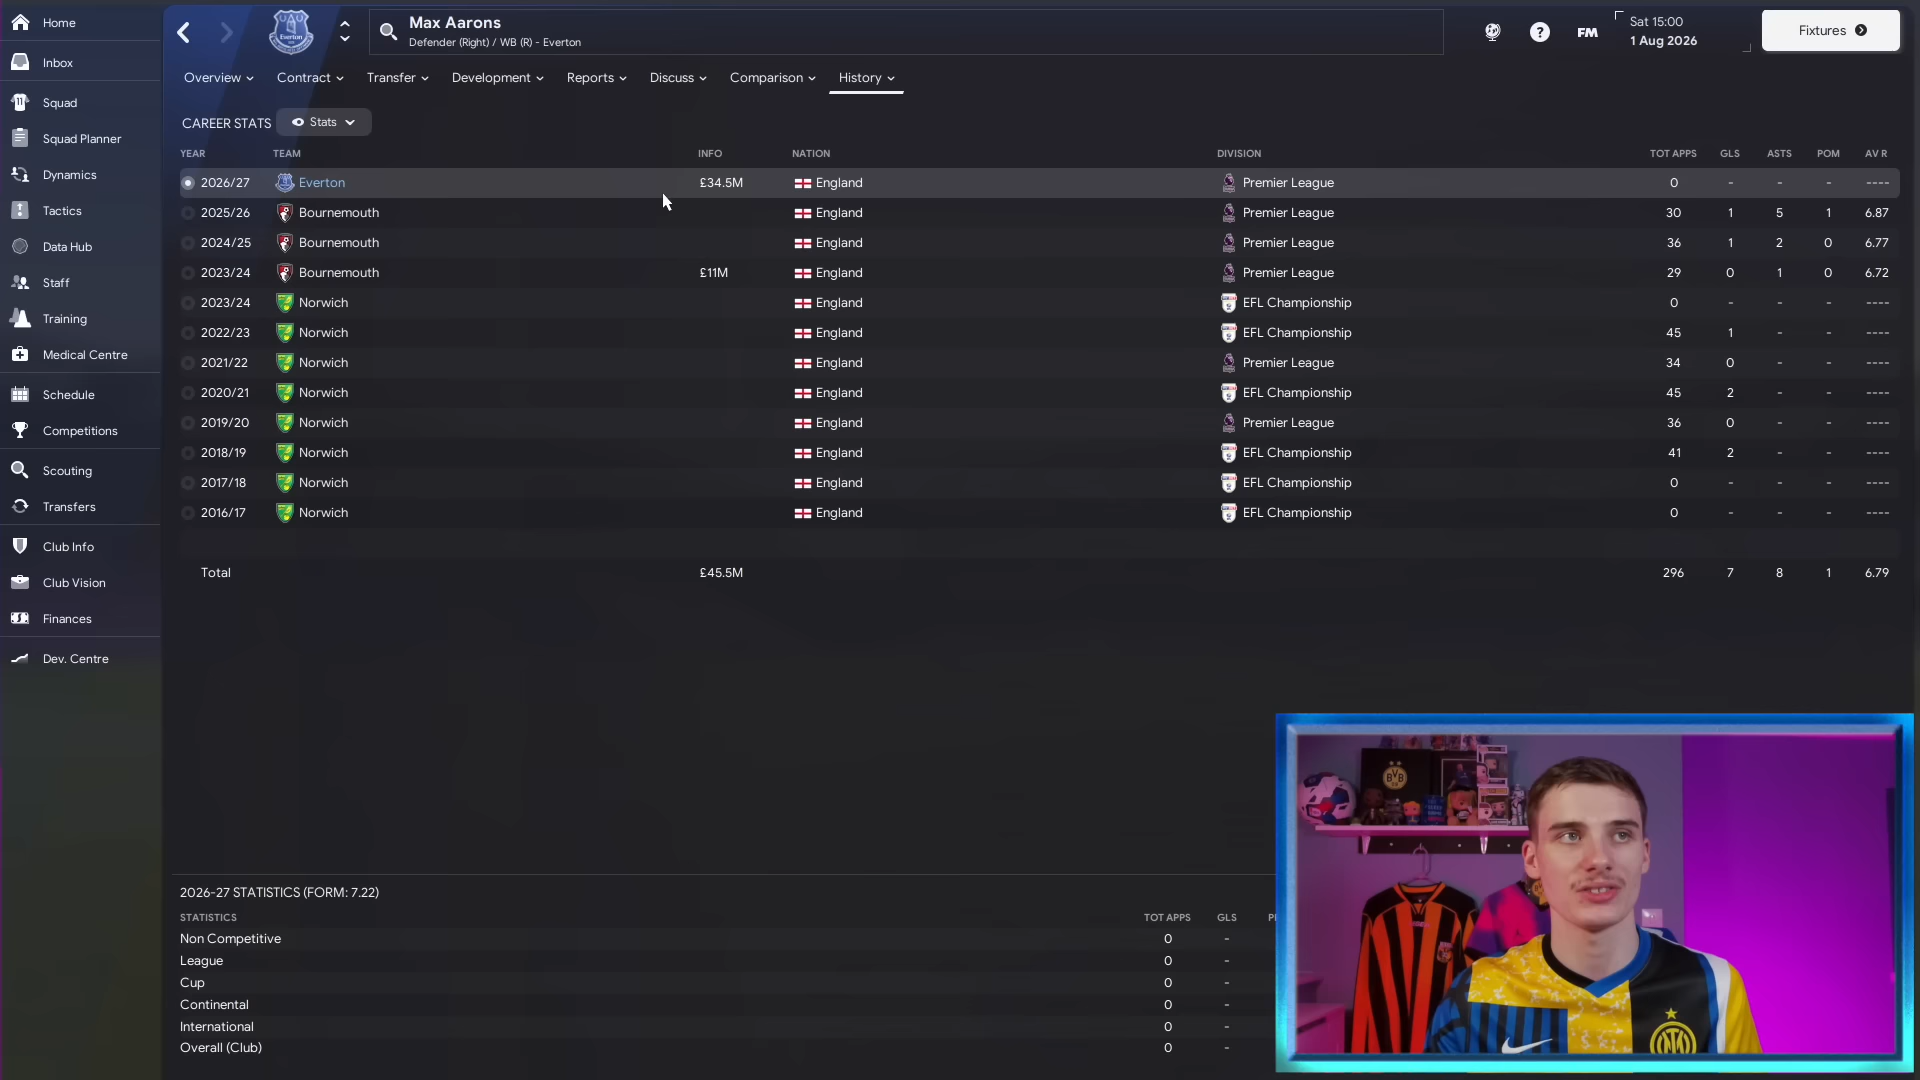 Home
Inbox
Squad
Squad Planner
Dynamics
Tactics
Data Hub
Staff
Training
Medical Centre
Schedule
Competitions
Scouting
Transfers
Club Info
Club Vision
Finances
Dev. Centre
Everton
Max Aarons
Defender (Right) / WB (R) - Everton
? FM
Sat 15:00
1 Aug 2026
Fixtures
Overview Contract Transfer Development Reports Discuss Comparison History
CAREER STATS Stats
YEAR TEAM INFO NATION DIVISION TOT APPS GLS ASTS POM AV R
2026/27 Everton £34.5M England Premier League 0 - - - ----
2025/26 Bournemouth England Premier League 30 1 5 1 6.87
2024/25 Bournemouth England Premier League 36 1 2 0 6.77
2023/24 Bournemouth £11M England Premier League 29 0 1 0 6.72
2023/24 Norwich England EFL Championship 0 - - - ----
2022/23 Norwich England EFL Championship 45 1 - - ----
2021/22 Norwich England Premier League 34 0 - - ----
2020/21 Norwich England EFL Championship 45 2 - - ----
2019/20 Norwich England Premier League 36 0 - - ----
2018/19 Norwich England EFL Championship 41 2 - - ----
2017/18 Norwich England EFL Championship 0 - - - ----
2016/17 Norwich England EFL Championship 0 - - - ----
Total £45.5M 296 7 8 1 6.79
2026-27 STATISTICS (FORM: 7.22)
STATISTICS TOT APPS GLS
Non Competitive 0 -
League 0 -
Cup 0 -
Continental 0 -
International 0 -
Overall (Club) 0 -
BVB